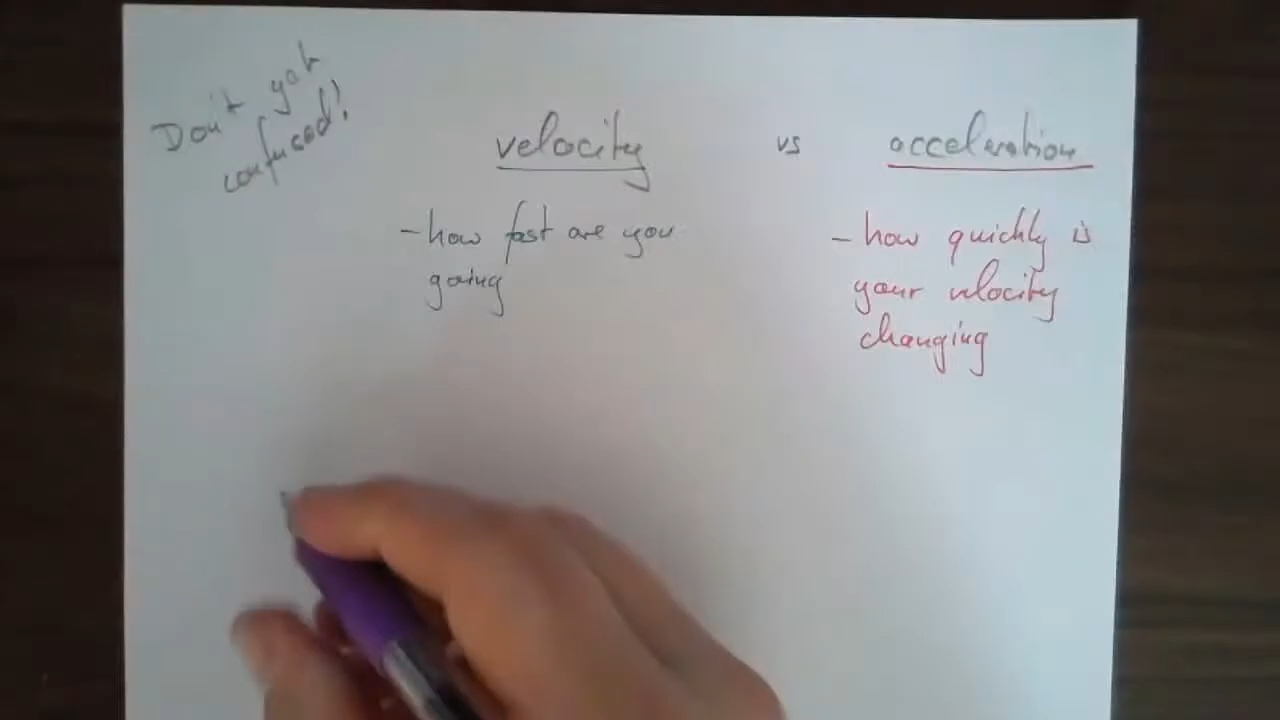 Don't get
confused!
velocity vs acceleration
- how fast are you
going
- how quickly is
your velocity
changing